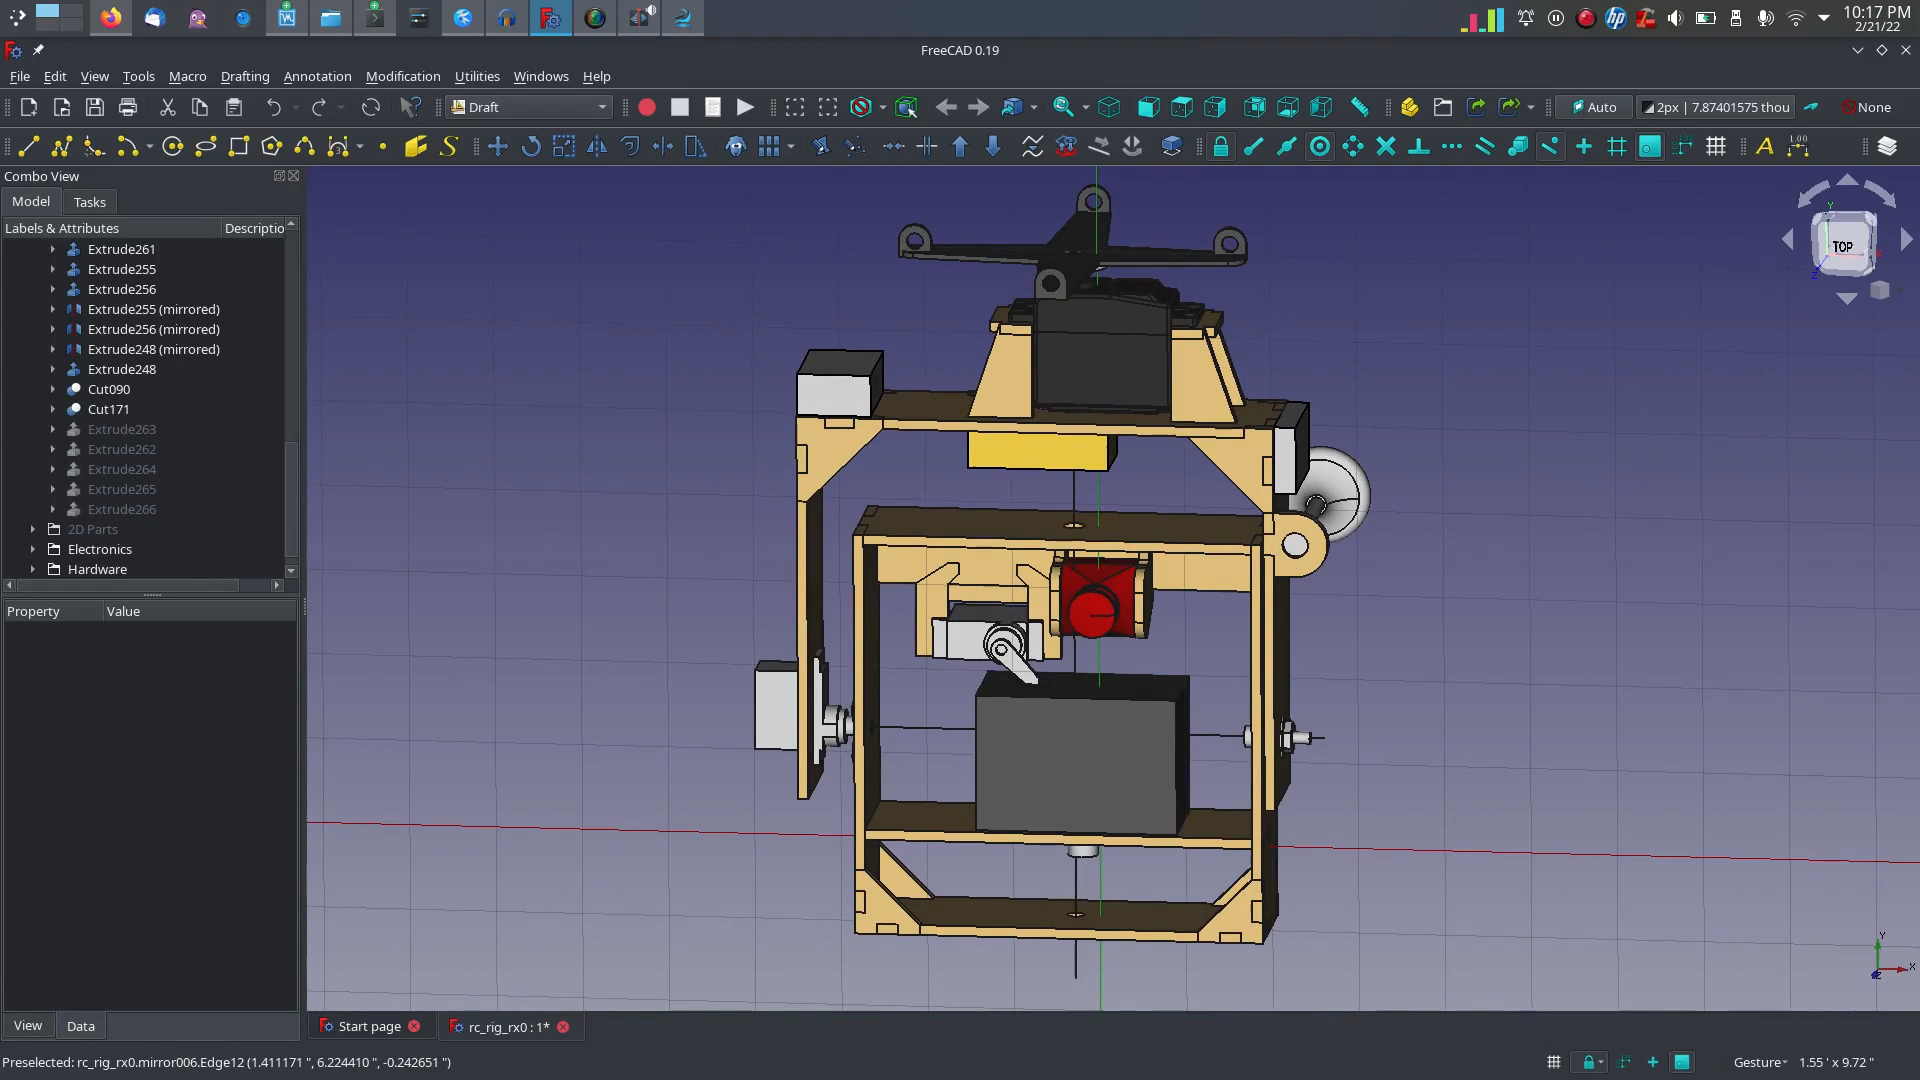 10:17 PM
2/21/22
FreeCAD 0.19
File Edit View Tools Macro Drafting Annotation Modification Utilities Windows Help
Draft
Auto
2px | 7.87401575 thou
None
Combo View
Model Tasks
Labels & Attributes Descriptio
Extrude261
Extrude255
Extrude256
Extrude255 (mirrored)
Extrude256 (mirrored)
Extrude248 (mirrored)
Extrude248
Cut090
Cut171
Extrude263
Extrude262
Extrude264
Extrude265
Extrude266
2D Parts
Electronics
Hardware
Property Value
TOP
Y
X
Z
Y
X
Z
View Data
Start page
rc_rig_rx0 : 1*
Preselected: rc_rig_rx0.mirror006.Edge12 (1.411171 ", 6.224410 ", -0.242651 ")
Gesture
1.55 ' x 9.72 "